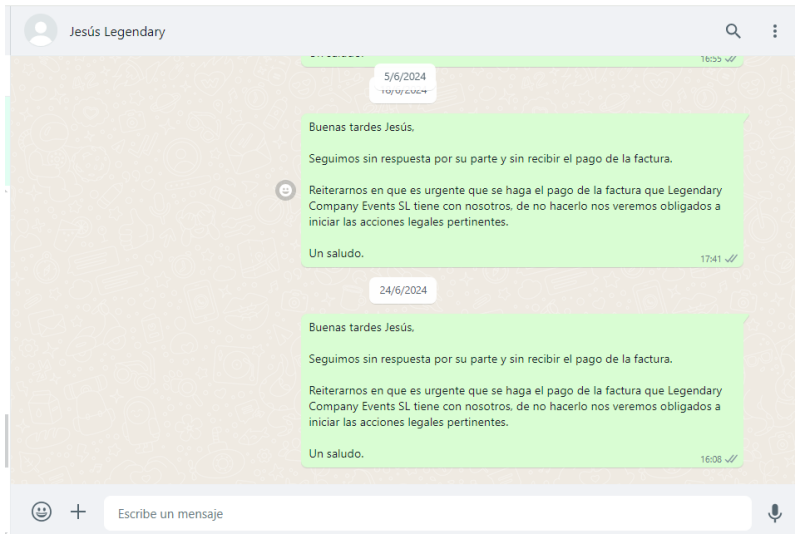 Jesús Legendary
16:55
5/6/2024
Buenas tardes Jesús,
Seguimos sin respuesta por su parte y sin recibir el pago de la factura.
Reiterarnos en que es urgente que se haga el pago de la factura que Legendary
Company Events SL tiene con nosotros, de no hacerlo nos veremos obligados a
iniciar las acciones legales pertinentes.
Un saludo.
17:41
24/6/2024
Buenas tardes Jesús,
Seguimos sin respuesta por su parte y sin recibir el pago de la factura.
Reiterarnos en que es urgente que se haga el pago de la factura que Legendary
Company Events SL tiene con nosotros, de no hacerlo nos veremos obligados a
iniciar las acciones legales pertinentes.
Un saludo.
16:08
Escribe un mensaje